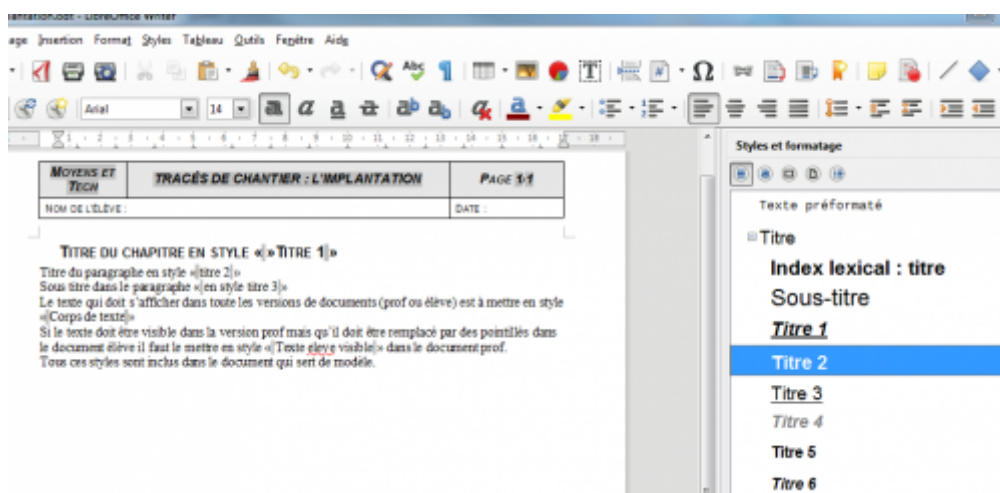 plantation.odt - LibreOffice Writer
age Insertion Format Styles Tableau Outils Fenêtre Aide
Arial 14
Styles et formatage
MOYENS ET
TECH
TRACÉS DE CHANTIER : L'IMPLANTATION
PAGE 1/1
NOM DE L'ÉLÈVE :
DATE :
TITRE DU CHAPITRE EN STYLE « » TITRE 1 »
Titre du paragraphe en style « titre 2 »
Sous titre dans le paragraphe « en style titre 3 »
Le texte qui doit s'afficher dans toute les versions de documents (prof ou élève) est à mettre en style
« Corps de texte »
Si le texte doit être visible dans la version prof mais qu'il doit être remplacé par des pointillés dans
le document élève il faut le mettre en style « Texte eleve visible » dans le document prof.
Tous ces styles sont inclus dans le document qui sert de modèle.
Texte préformaté
Titre
Index lexical : titre
Sous-titre
Titre 1
Titre 2
Titre 3
Titre 4
Titre 5
Titre 6